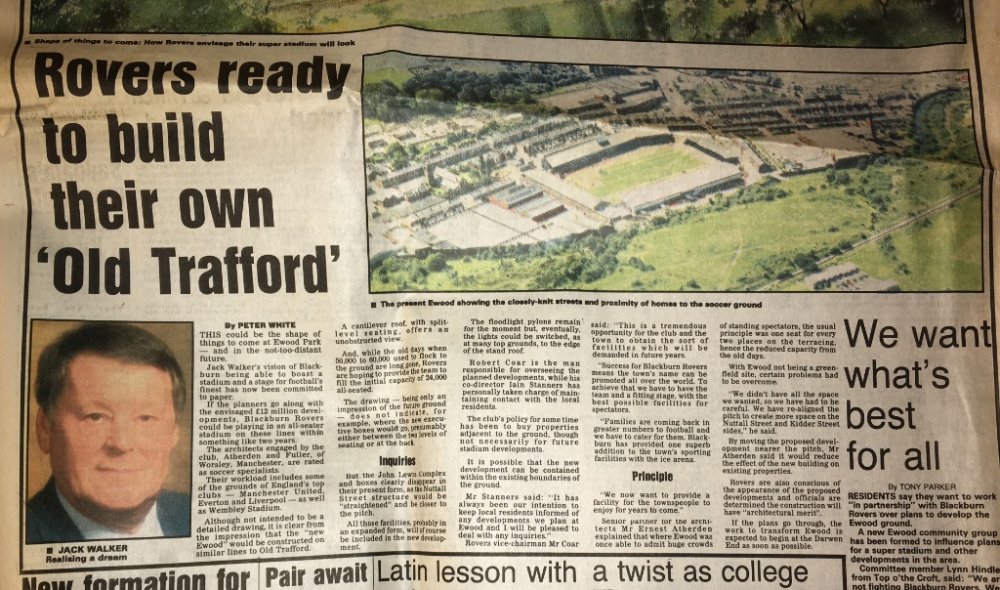 ■ Shape of things to come: How Rovers envisage their super stadium will look
Rovers ready
to build
their own
‘Old Trafford’
■ The present Ewood showing the closely-knit streets and proximity of homes to the soccer ground
■ JACK WALKER
Realising a dream
By PETER WHITE
THIS could be the shape of
things to come at Ewood Park
— and in the not-too-distant
future.
Jack Walker's vision of Black-
burn being able to boast a
stadium and a stage for football's
finest has now been committed
to paper.
If the planners go along with
the envisaged £12 million devel-
opments, Blackburn Rovers
could be playing in an all-seater
stadium on these lines within
something like two years.
The architects engaged by the
club, Atherden and Fuller, of
Worsley, Manchester, are rated
as soccer specialists.
Their workload includes some
of the grounds of England's top
clubs — Manchester United,
Everton and Liverpool — as well
as Wembley Stadium.
Although not intended to be a
detailed drawing, it is clear from
the impression that the "new
Ewood" would be constructed on
similar lines to Old Trafford.
A cantilever roof, with split-
level seating, offers an
unobstructed view.
And, while the old days when
50,000 to 60,000 used to flock to
the ground are long gone, Rovers
are hoping to provide the team to
fill the initial capacity of 24,000
all-seated.
The drawing — being only an
impression of the future ground
— does not indicate, for
example, where the new execu-
tive boxes would go, presumably
either between the two levels of
seating or at the back.
Inquiries
But the John Lewis Complex
and boxes clearly disappear in
their present form, as the Nuttall
Street structure would be
"straightened" and be closer to
the pitch.
All those facilities, probably in
an expanded form, will of course
be included in the new develop-
ment.
The floodlight pylons remain
for the moment but, eventually,
the lights could be switched, as
at many top grounds, to the edge
of the stand roof.
Robert Coar is the man
responsible for overseeing the
planned developments, while his
co-director Iain Stanners has
personally taken charge of main-
taining contact with the local
residents.
The club's policy for some time
has been to buy properties
adjacent to the ground, though
not necessarily for future
stadium developments.
It is possible that the new
development can be contained
within the existing boundaries of
the ground.
Mr Stanners said: "It has
always been our intention to
keep local residents informed of
any developments we plan at
Ewood and I will be pleased to
deal with any inquiries."
Rovers vice-chairman Mr Coar
said: "This is a tremendous
opportunity for the club and the
town to obtain the sort of
facilities which will be
demanded in future years.
"Success for Blackburn Rovers
means the town's name can be
promoted all over the world. To
achieve that we have to have the
team and a fitting stage, with the
best possible facilities for
spectators.
"Families are coming back in
greater numbers to football and
we have to cater for them. Black-
burn has provided one superb
addition to the town's sporting
facilities with the ice arena.
Principle
"We now want to provide a
facility for the townspeople to
enjoy for years to come."
Senior partner for the archi-
tects Mr Ernest Atherden
explained that where Ewood was
once able to admit huge crowds
of standing spectators, the usual
principle was one seat for every
two places on the terracing,
hence the reduced capacity from
the old days.
With Ewood not being a green-
field site, certain problems had
to be overcome.
"We didn't have all the space
we wanted, so we have had to be
careful. We have re-aligned the
pitch to create more space on the
Nuttall Street and Kidder Street
sides," he said.
By moving the proposed devel-
opment nearer the pitch, Mr
Atherden said it would reduce
the effect of the new building on
existing properties.
Rovers are also conscious of
the appearance of the proposed
developments and officials are
determined the construction will
have "architectural merit".
If the plans go through, the
work to transform Ewood is
expected to begin at the Darwen
End as soon as possible.
We want
what's
best
for all
By TONY PARKER
RESIDENTS say they want to work
"in partnership" with Blackburn
Rovers over plans to develop the
Ewood ground.
A new Ewood community group
has been formed to influence plans
for a super stadium and other
developments in the area.
Committee member Lynn Hindle
from Top o'the Croft, said: "We are
not fighting Blackburn Rovers. We
New formation for
Pair await
Latin lesson with a twist as college